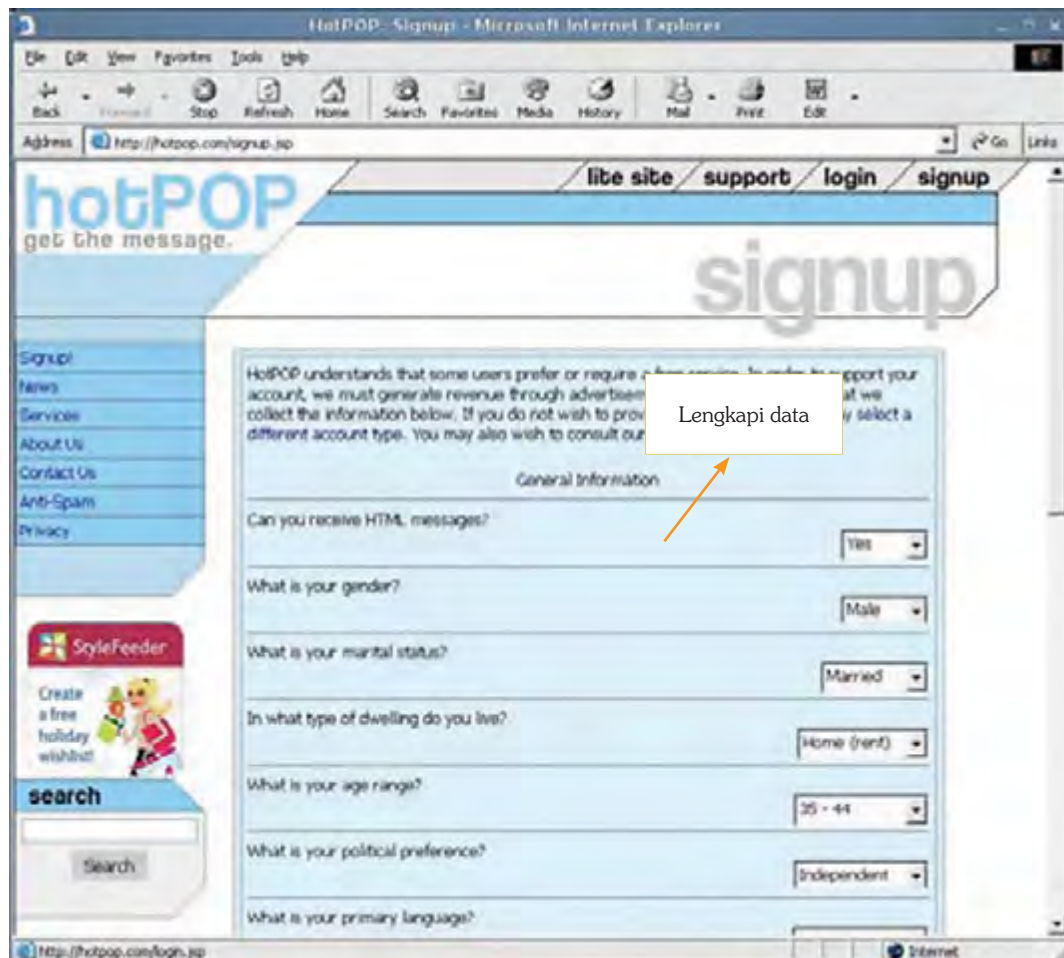 HotPOP- Signup - Microsoft Internet Explorer
File Edit View Favorites Tools Help
Back Forward Stop Refresh Home Search Favorites Media History Mail Print Edit
Address http://hotpop.com/signup.jsp Go Links
lite site support login signup
hotPOP
get the message.
signup
Signup!
News
Services
About Us
Contact Us
Anti-Spam
Privacy
StyleFeeder
Create
a free
holiday
wishlist!
search
Search
HotPOP understands that some users prefer or require a free service. In order to support your
account, we must generate revenue through we
collect the information below. If you do not wish to select a
different account type. You may also wish to consult our
Lengkapi data
General Information
Can you receive HTML messages?
Yes
What is your gender?
Male
What is your marital status?
Married
In what type of dwelling do you live?
Home (rent)
What is your age range?
35 - 44
What is your political preference?
Independent
What is your primary language?
http://hotpop.com/login.jsp Internet